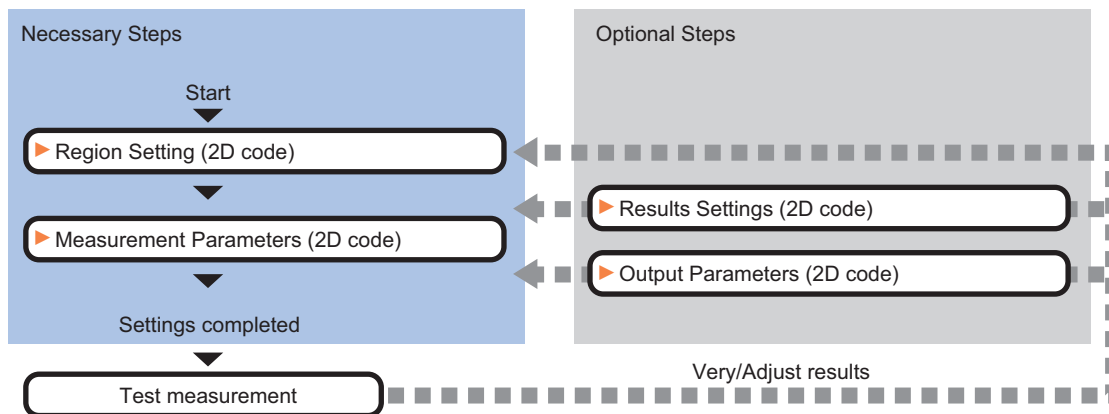 Necessary Steps
Start
Region Setting (2D code)
Measurement Parameters (2D code)
Settings completed
Test measurement
Optional Steps
Results Settings (2D code)
Output Parameters (2D code)
Very/Adjust results